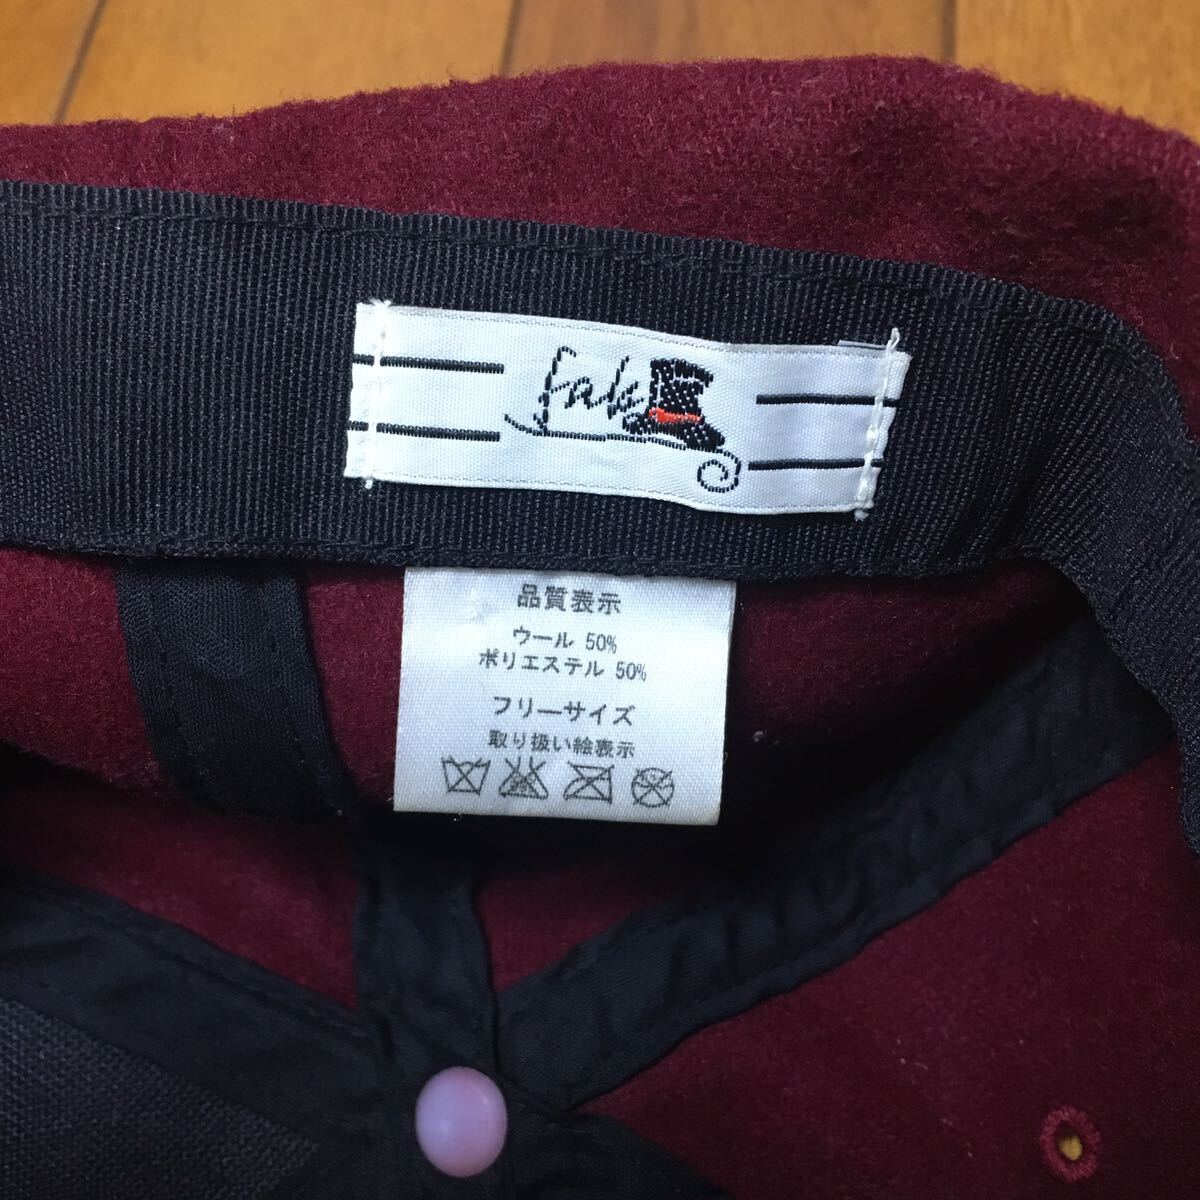 fak
品質表示
ウール 50%
ポリエステル 50%
フリーサイズ
取り扱い絵表示